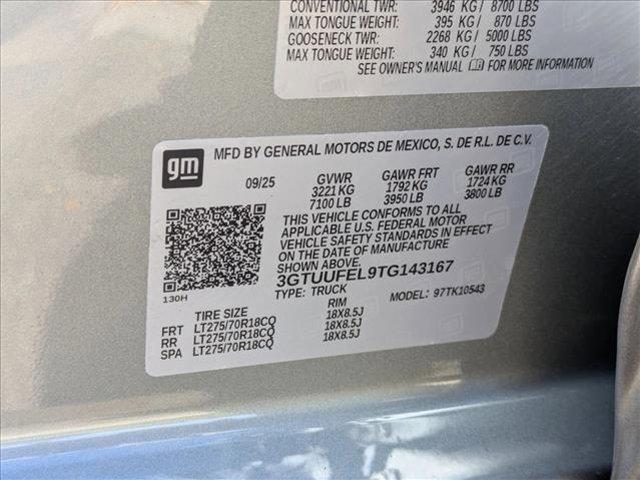 CONVENTIONAL TWR: 3946 KG/ 8700 LBS
MAX TONGUE WEIGHT: 395 KG/ 870 LBS
GOOSENECK TWR: 2268 KG/ 5000 LBS
MAX TONGUE WEIGHT: 340 KG/ 750 LBS
SEE OWNER'S MANUAL FOR MORE INFORMATION
gm MFD BY GENERAL MOTORS DE MEXICO, S. DE R.L. DE C.V.
09/25 GVWR GAWR FRT GAWR RR
3221 KG 1792 KG 1724 KG
7100 LB 3950 LB 3800 LB
THIS VEHICLE CONFORMS TO ALL
APPLICABLE U.S. FEDERAL MOTOR
VEHICLE SAFETY STANDARDS IN EFFECT
ON THE DATE OF MANUFACTURE
3GTUUFEL9TG143167
130H
TYPE: TRUCK MODEL: 97TK10543
TIRE SIZE RIM
FRT LT275/70R18CQ 18X8.5J
RR LT275/70R18CQ 18X8.5J
SPA LT275/70R18CQ 18X8.5J